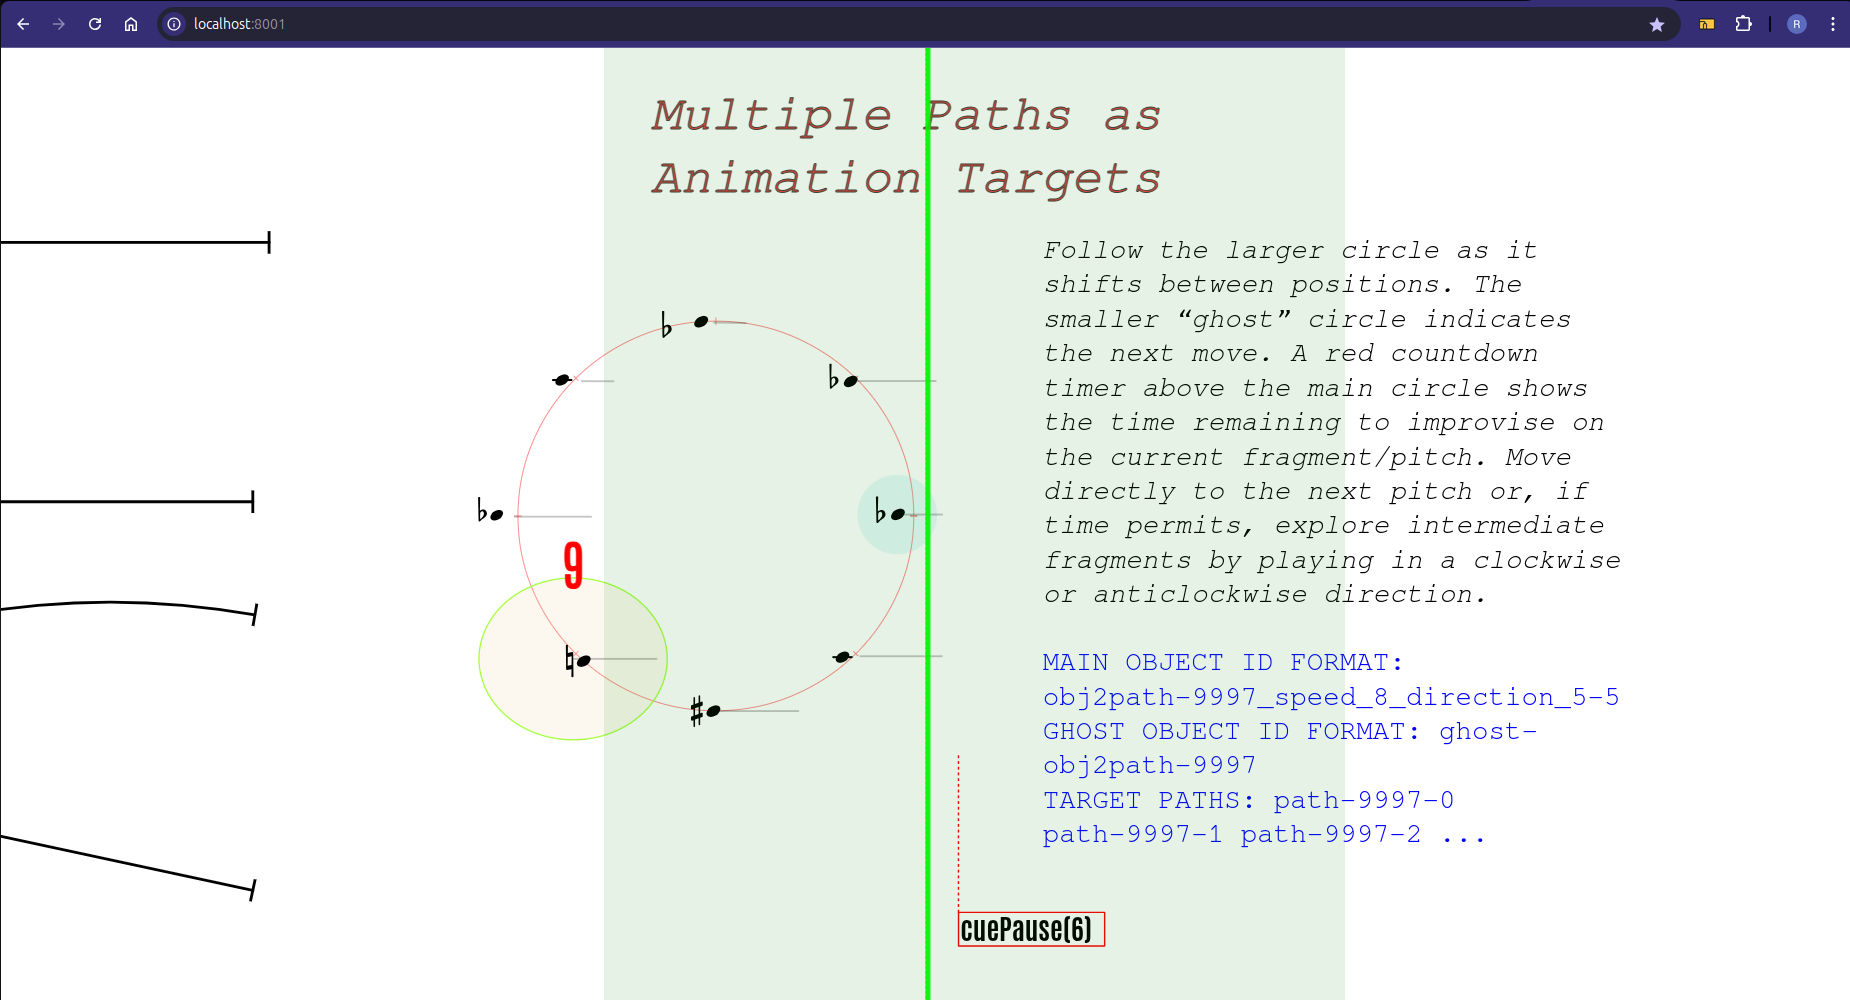 localhost:8001
R
Multiple Paths as
Animation Targets
Follow the larger circle as it
shifts between positions. The
smaller “ghost” circle indicates
the next move. A red countdown
timer above the main circle shows
the time remaining to improvise on
the current fragment/pitch. Move
directly to the next pitch or, if
time permits, explore intermediate
fragments by playing in a clockwise
or anticlockwise direction.
9
MAIN OBJECT ID FORMAT:
obj2path-9997_speed_8_direction_5-5
GHOST OBJECT ID FORMAT: ghost-
obj2path-9997
TARGET PATHS: path-9997-0
path-9997-1 path-9997-2 ...
cuePause(6)